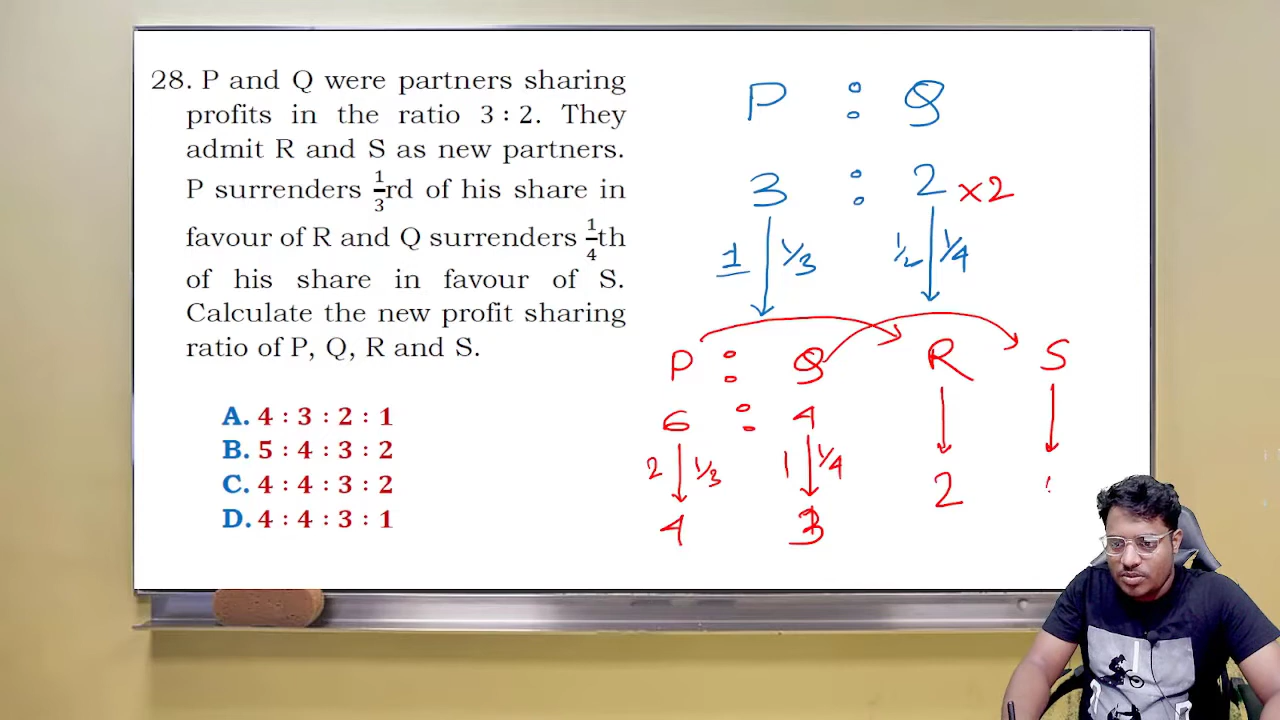 28. P and Q were partners sharing
profits in the ratio 3 : 2. They
admit R and S as new partners.
P surrenders 1/3rd of his share in
favour of R and Q surrenders 1/4th
of his share in favour of S.
Calculate the new profit sharing
ratio of P, Q, R and S.
A. 4 : 3 : 2 : 1
B. 5 : 4 : 3 : 2
C. 4 : 4 : 3 : 2
D. 4 : 4 : 3 : 1
P : Q
3 : 2 ×2
1 1/3 1/2 1/4
P : Q R S
6 : 4
2 1/3 1 1/4
4 3 2